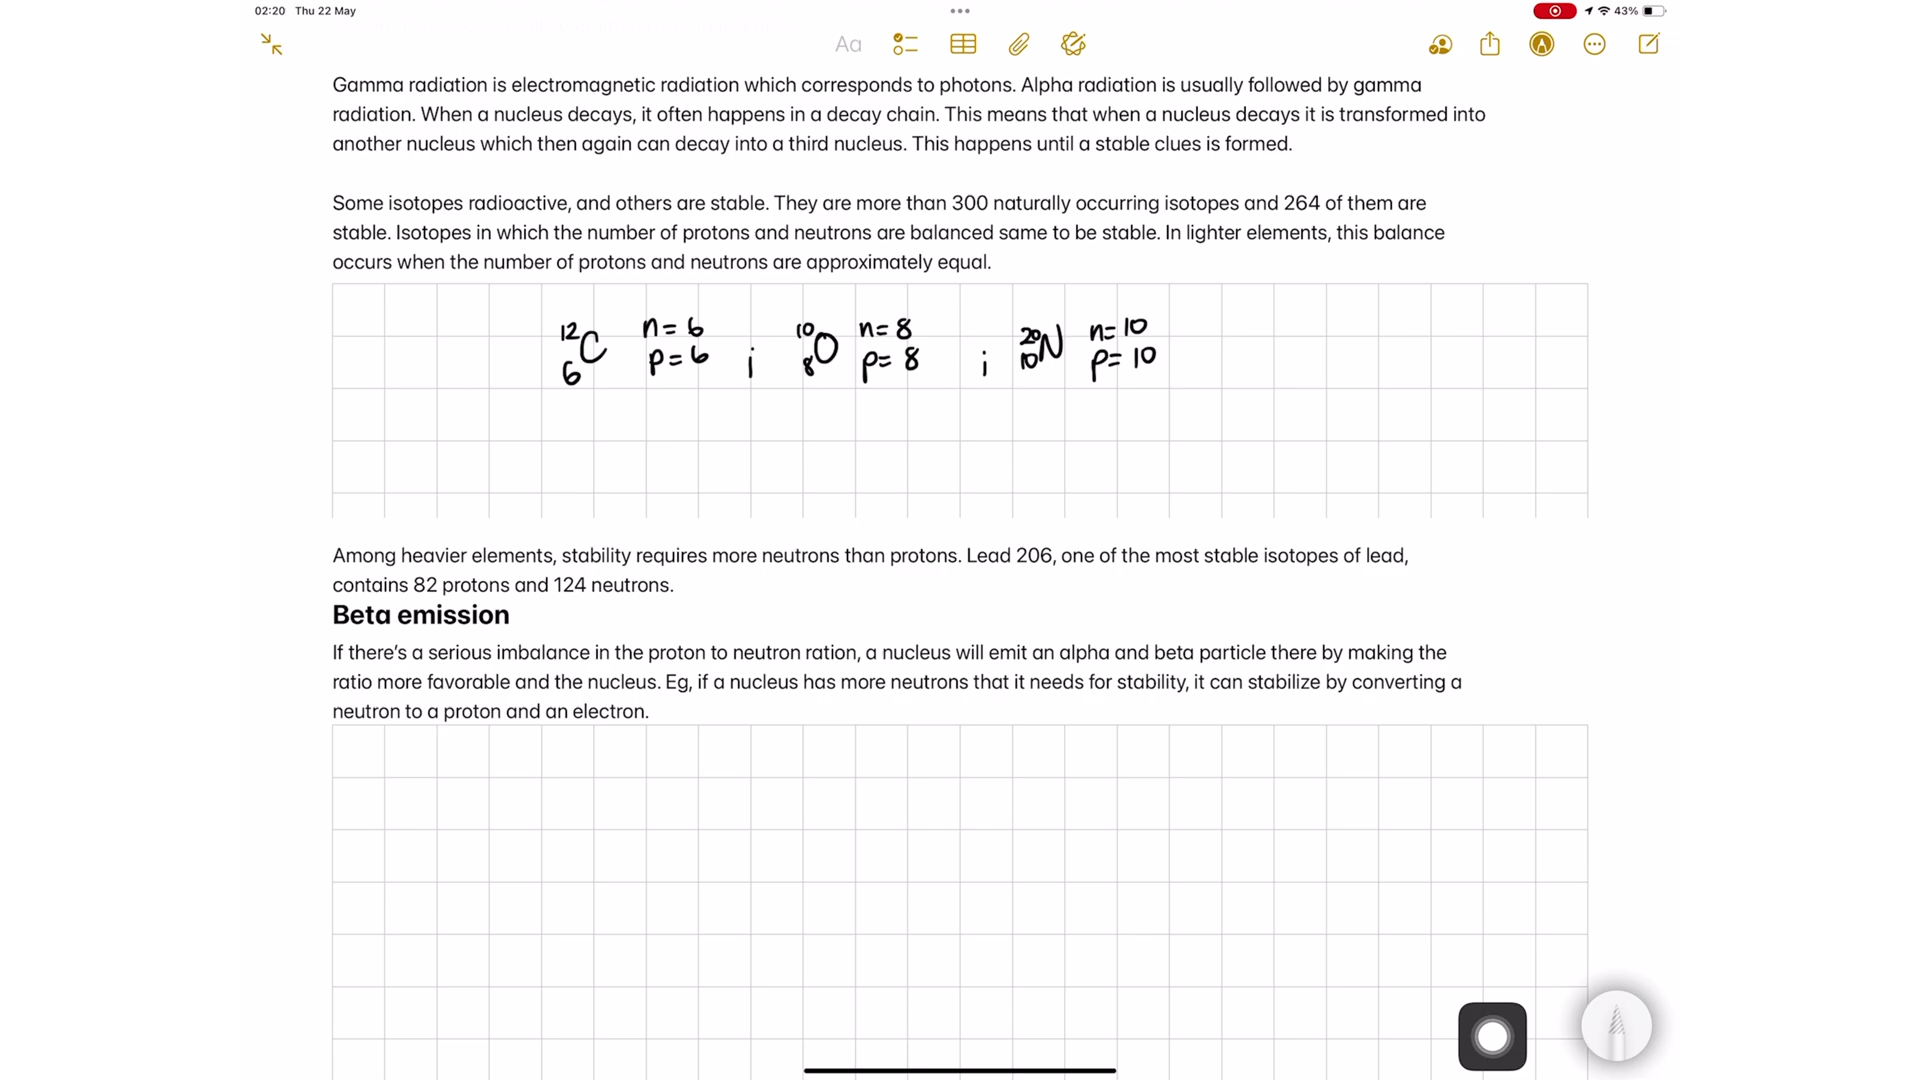 02:20 Thu 22 May
43%
Aa
Gamma radiation is electromagnetic radiation which corresponds to photons. Alpha radiation is usually followed by gamma
radiation. When a nucleus decays, it often happens in a decay chain. This means that when a nucleus decays it is transformed into
another nucleus which then again can decay into a third nucleus. This happens until a stable clues is formed.
Some isotopes radioactive, and others are stable. They are more than 300 naturally occurring isotopes and 264 of them are
stable. Isotopes in which the number of protons and neutrons are balanced same to be stable. In lighter elements, this balance
occurs when the number of protons and neutrons are approximately equal.
12 C n = 6 ; 10 O n = 8 ; 20 N n = 10
6 p = 6 8 p = 8 10 p = 10
Among heavier elements, stability requires more neutrons than protons. Lead 206, one of the most stable isotopes of lead,
contains 82 protons and 124 neutrons.
Beta emission
If there's a serious imbalance in the proton to neutron ration, a nucleus will emit an alpha and beta particle there by making the
ratio more favorable and the nucleus. Eg, if a nucleus has more neutrons that it needs for stability, it can stabilize by converting a
neutron to a proton and an electron.